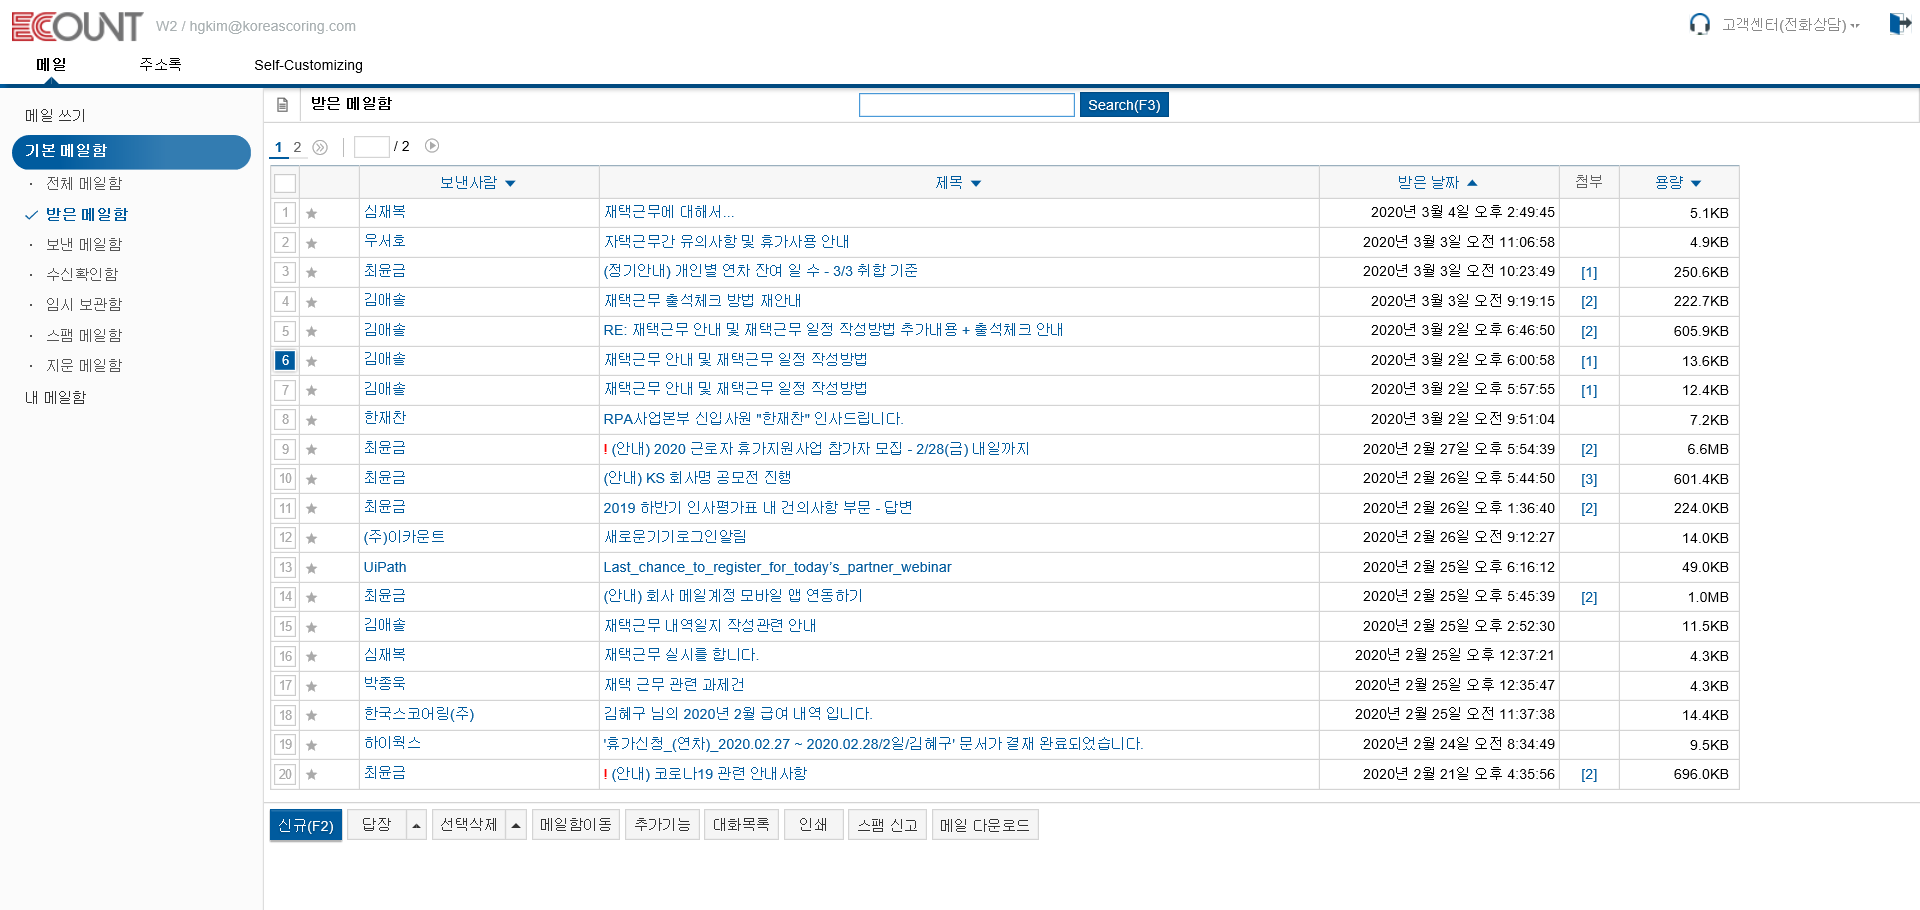 ECOUNT W2 / hgkim@koreascoring.com 고객센터(전화상담)
메일 주소록 Self-Customizing
메일 쓰기
기본 메일함
· 전체 메일함
받은 메일함
· 보낸 메일함
· 수신확인함
· 임시 보관함
· 스팸 메일함
· 지운 메일함
내 메일함
받은 메일함 Search(F3)
1 2 / 2
보낸사람 제목 받은 날짜 첨부 용량
1 심재복 재택근무에 대해서... 2020년 3월 4일 오후 2:49:45 5.1KB
2 우서호 자택근무간 유의사항 및 휴가사용 안내 2020년 3월 3일 오전 11:06:58 4.9KB
3 최윤금 (정기안내) 개인별 연차 잔여 일 수 - 3/3 취합 기준 2020년 3월 3일 오전 10:23:49 [1] 250.6KB
4 김애솔 재택근무 출석체크 방법 재안내 2020년 3월 3일 오전 9:19:15 [2] 222.7KB
5 김애솔 RE: 재택근무 안내 및 재택근무 일정 작성방법 추가내용 + 출석체크 안내 2020년 3월 2일 오후 6:46:50 [2] 605.9KB
6 김애솔 재택근무 안내 및 재택근무 일정 작성방법 2020년 3월 2일 오후 6:00:58 [1] 13.6KB
7 김애솔 재택근무 안내 및 재택근무 일정 작성방법 2020년 3월 2일 오후 5:57:55 [1] 12.4KB
8 한재찬 RPA사업본부 신입사원 "한재찬" 인사드립니다. 2020년 3월 2일 오전 9:51:04 7.2KB
9 최윤금 ! (안내) 2020 근로자 휴가지원사업 참가자 모집 - 2/28(금) 내일까지 2020년 2월 27일 오후 5:54:39 [2] 6.6MB
10 최윤금 (안내) KS 회사명 공모전 진행 2020년 2월 26일 오후 5:44:50 [3] 601.4KB
11 최윤금 2019 하반기 인사평가표 내 건의사항 부문 - 답변 2020년 2월 26일 오후 1:36:40 [2] 224.0KB
12 (주)이카운트 새로운기기로그인알림 2020년 2월 26일 오전 9:12:27 14.0KB
13 UiPath Last_chance_to_register_for_today’s_partner_webinar 2020년 2월 25일 오후 6:16:12 49.0KB
14 최윤금 (안내) 회사 메일계정 모바일 앱 연동하기 2020년 2월 25일 오후 5:45:39 [2] 1.0MB
15 김애솔 재택근무 내역일지 작성관련 안내 2020년 2월 25일 오후 2:52:30 11.5KB
16 심재복 재택근무 실시를 합니다. 2020년 2월 25일 오후 12:37:21 4.3KB
17 박종욱 재택 근무 관련 과제건 2020년 2월 25일 오후 12:35:47 4.3KB
18 한국스코어링(주) 김혜구 님의 2020년 2월 급여 내역 입니다. 2020년 2월 25일 오전 11:37:38 14.4KB
19 하이웍스 '휴가신청_(연차)_2020.02.27 ~ 2020.02.28/2일/김혜구' 문서가 결재 완료되었습니다. 2020년 2월 24일 오전 8:34:49 9.5KB
20 최윤금 ! (안내) 코로나19 관련 안내사항 2020년 2월 21일 오후 4:35:56 [2] 696.0KB
신규(F2) 답장 선택삭제 메일함이동 추가기능 대화목록 인쇄 스팸 신고 메일 다운로드